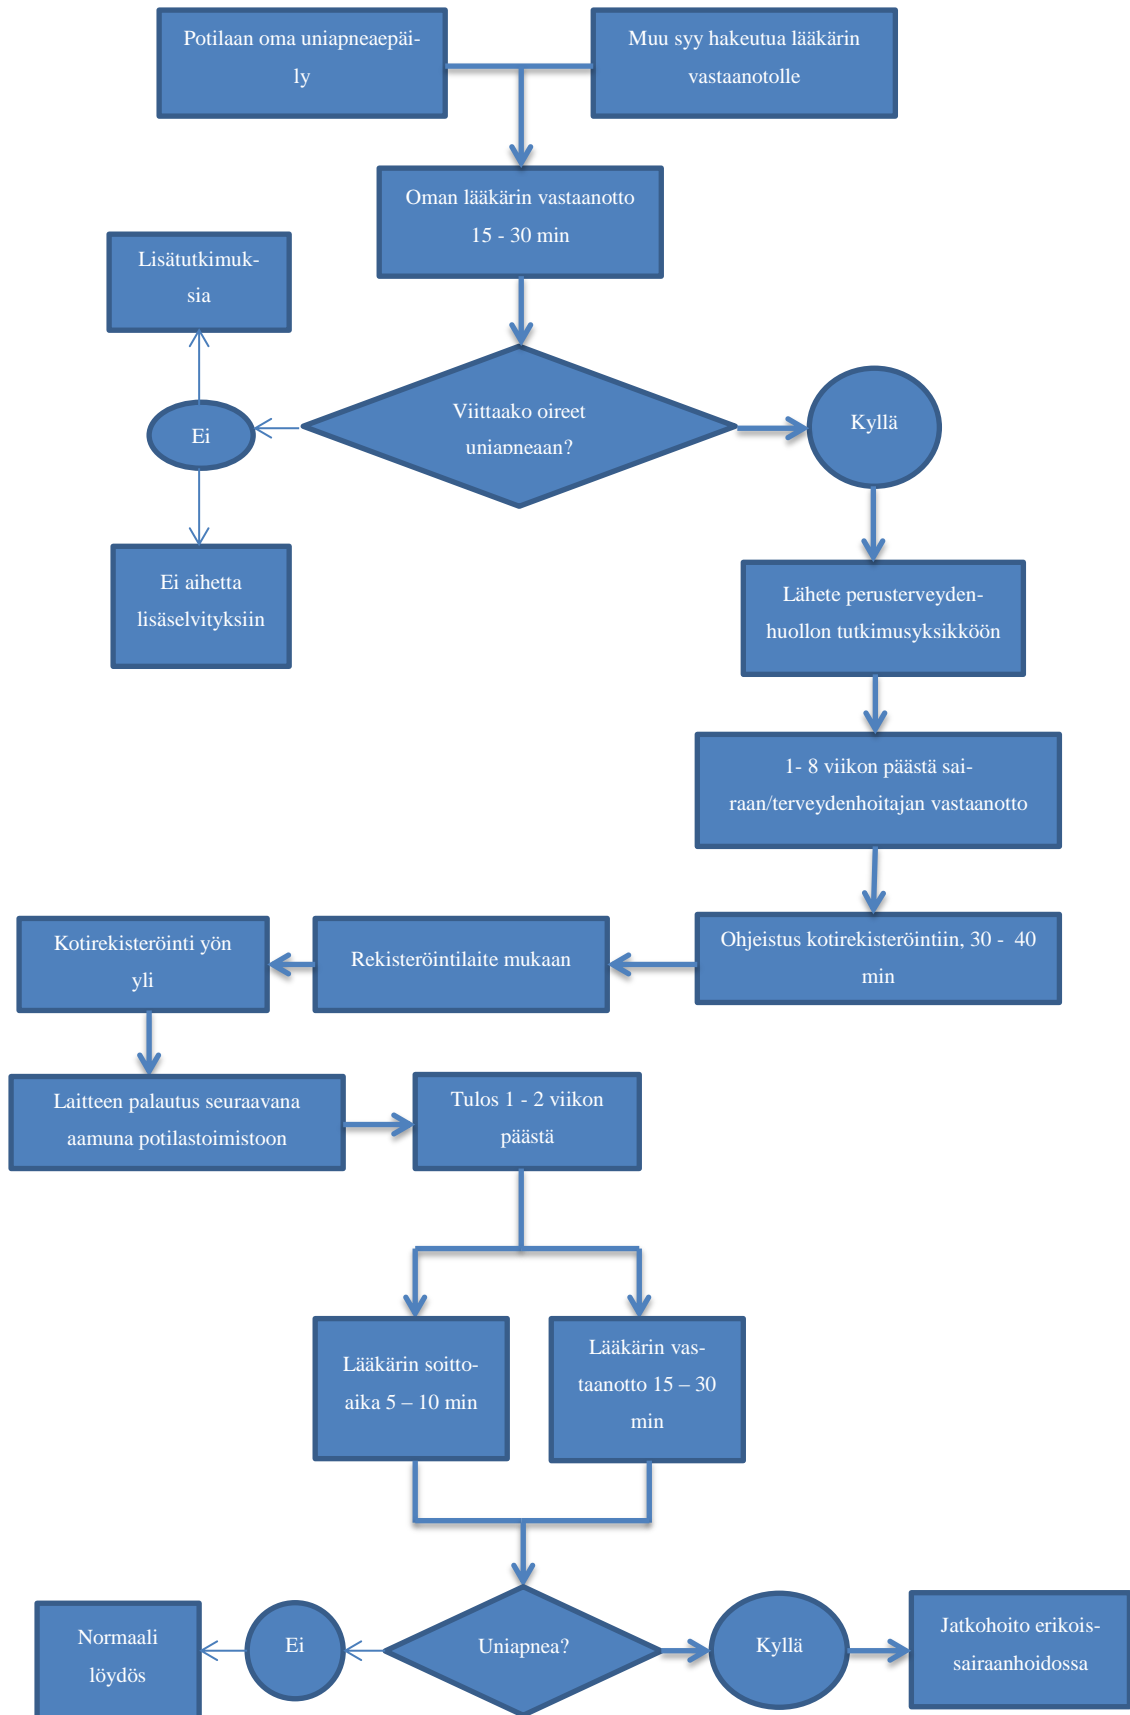 Potilaan oma uniapneaepäi-
ly
Muu syy hakeutua lääkärin
vastaanotolle
Oman lääkärin vastaanotto
15 - 30 min
Lisätutkimuk-
sia
Viittaako oireet
uniapneaan?
Ei
Kyllä
Ei aihetta
lisäselvityksiin
Lähete perusterveyden-
huollon tutkimusyksikköön
1- 8 viikon päästä sai-
raan/terveydenhoitajan vastaanotto
Ohjeistus kotirekisteröintiin, 30 - 40
min
Rekisteröintilaite mukaan
Kotirekisteröinti yön
yli
Laitteen palautus seuraavana
aamuna potilastoimistoon
Tulos 1 - 2 viikon
päästä
Lääkärin soitto-
aika 5 – 10 min
Lääkärin vas-
taanotto 15 – 30
min
Uniapnea?
Ei
Normaali
löydös
Kyllä
Jatkohoito erikois-
sairaanhoidossa